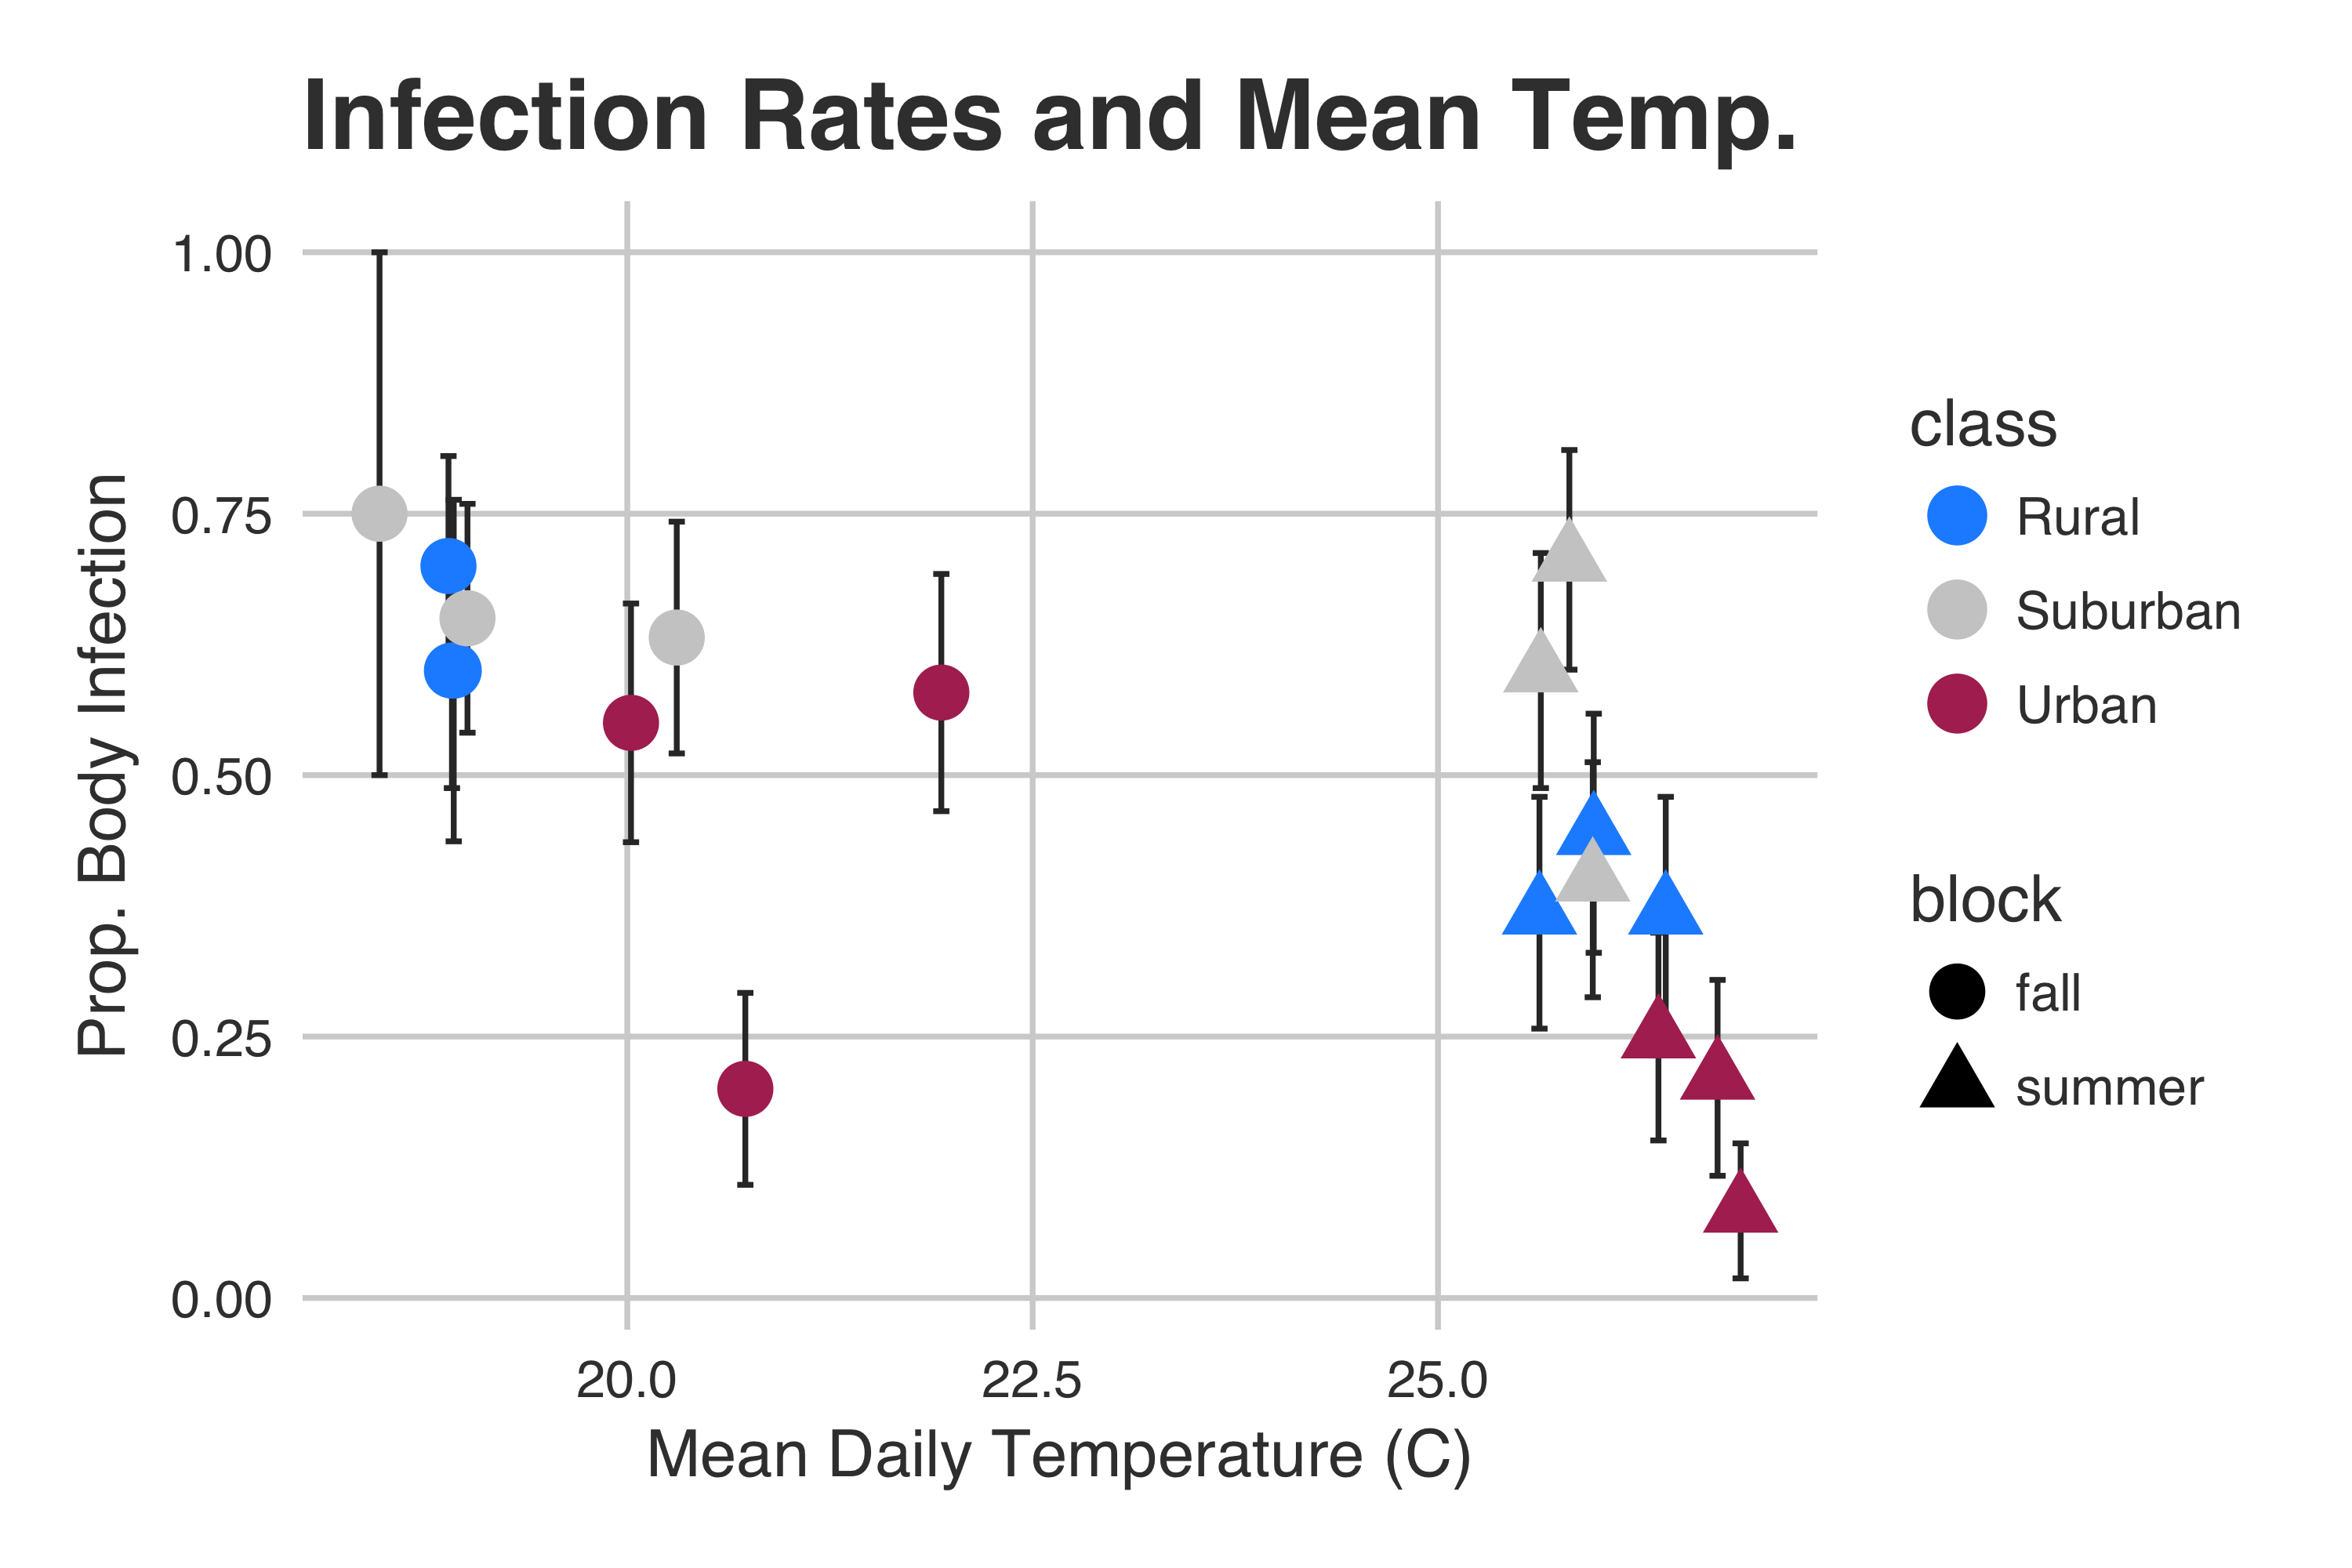 Infection Rates and Mean Temp.
1.00
0.75
0.50
0.25
0.00
Prop. Body Infection
20.0 22.5 25.0
Mean Daily Temperature (C)
class
Rural
Suburban
Urban
block
fall
summer